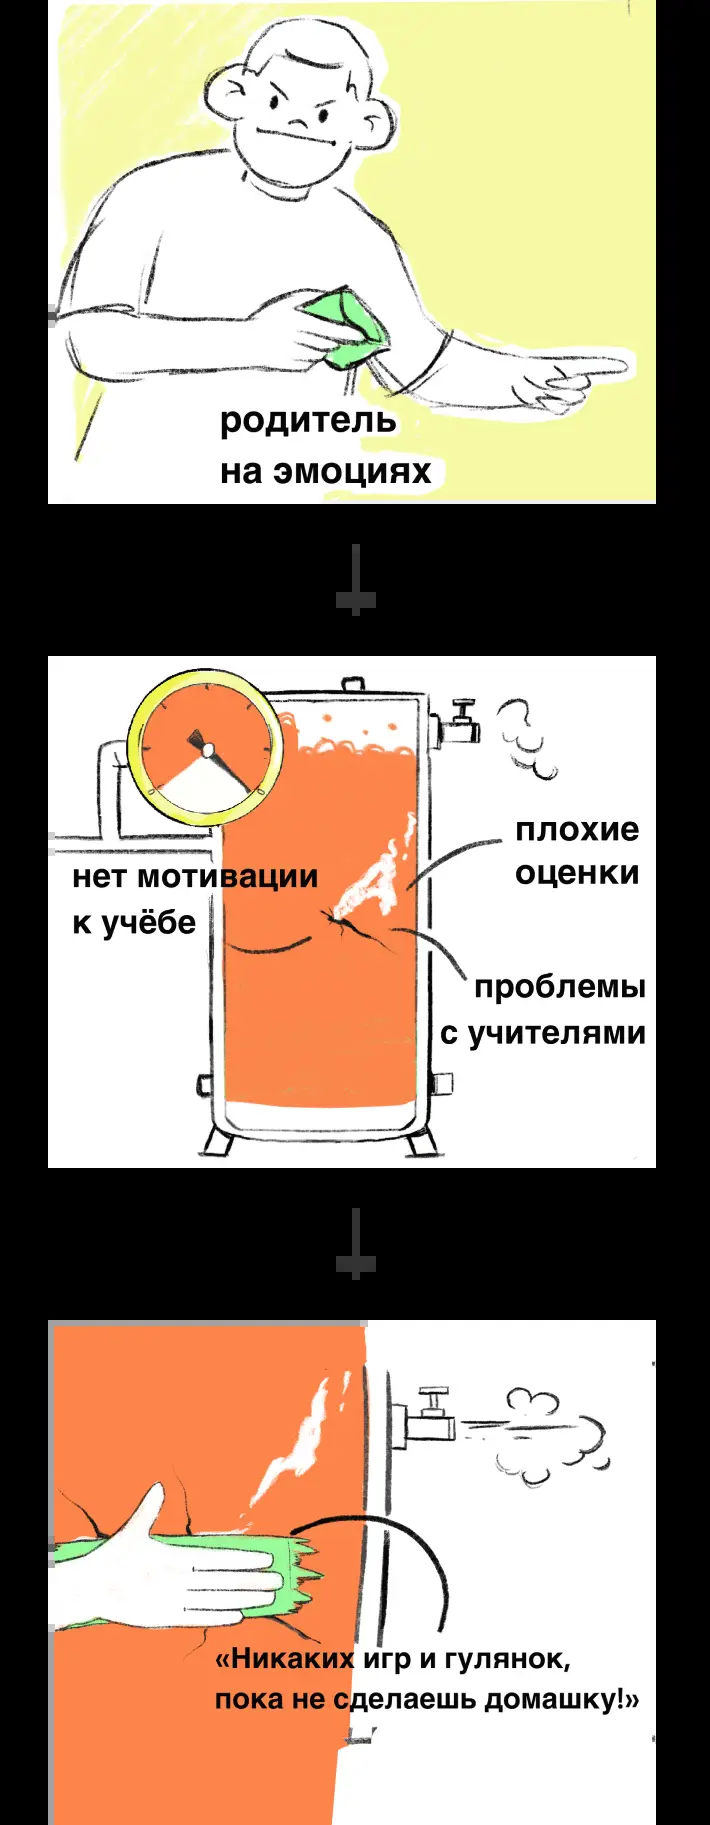 родитель
на эмоциях
плохие
оценки
нет мотивации
к учёбе
проблемы
с учителями
«Никаких игр и гулянок,
пока не сделаешь домашку!»